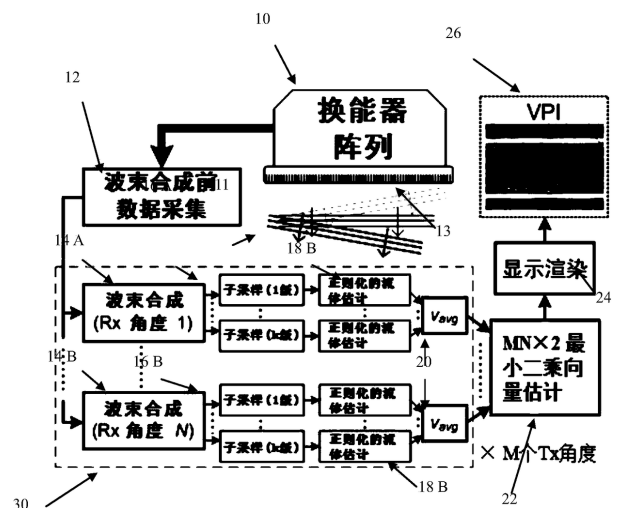 10
26
12
换能器
阵列
VPI
波束合成前
11
数据采集
13
14 A
18 B
显示渲染
24
波束合成
(Rx 角度 1)
子采样(1级)
正则化的流体估计
子采样(k级)
正则化的流体估计
Vavg
14 B
16 B
20
MN×2 最小二乘向量估计
波束合成
(Rx 角度 N)
子采样(1级)
正则化的流体估计
子采样(k级)
正则化的流体估计
Vavg
× M个Tx角度
18 B
22
30